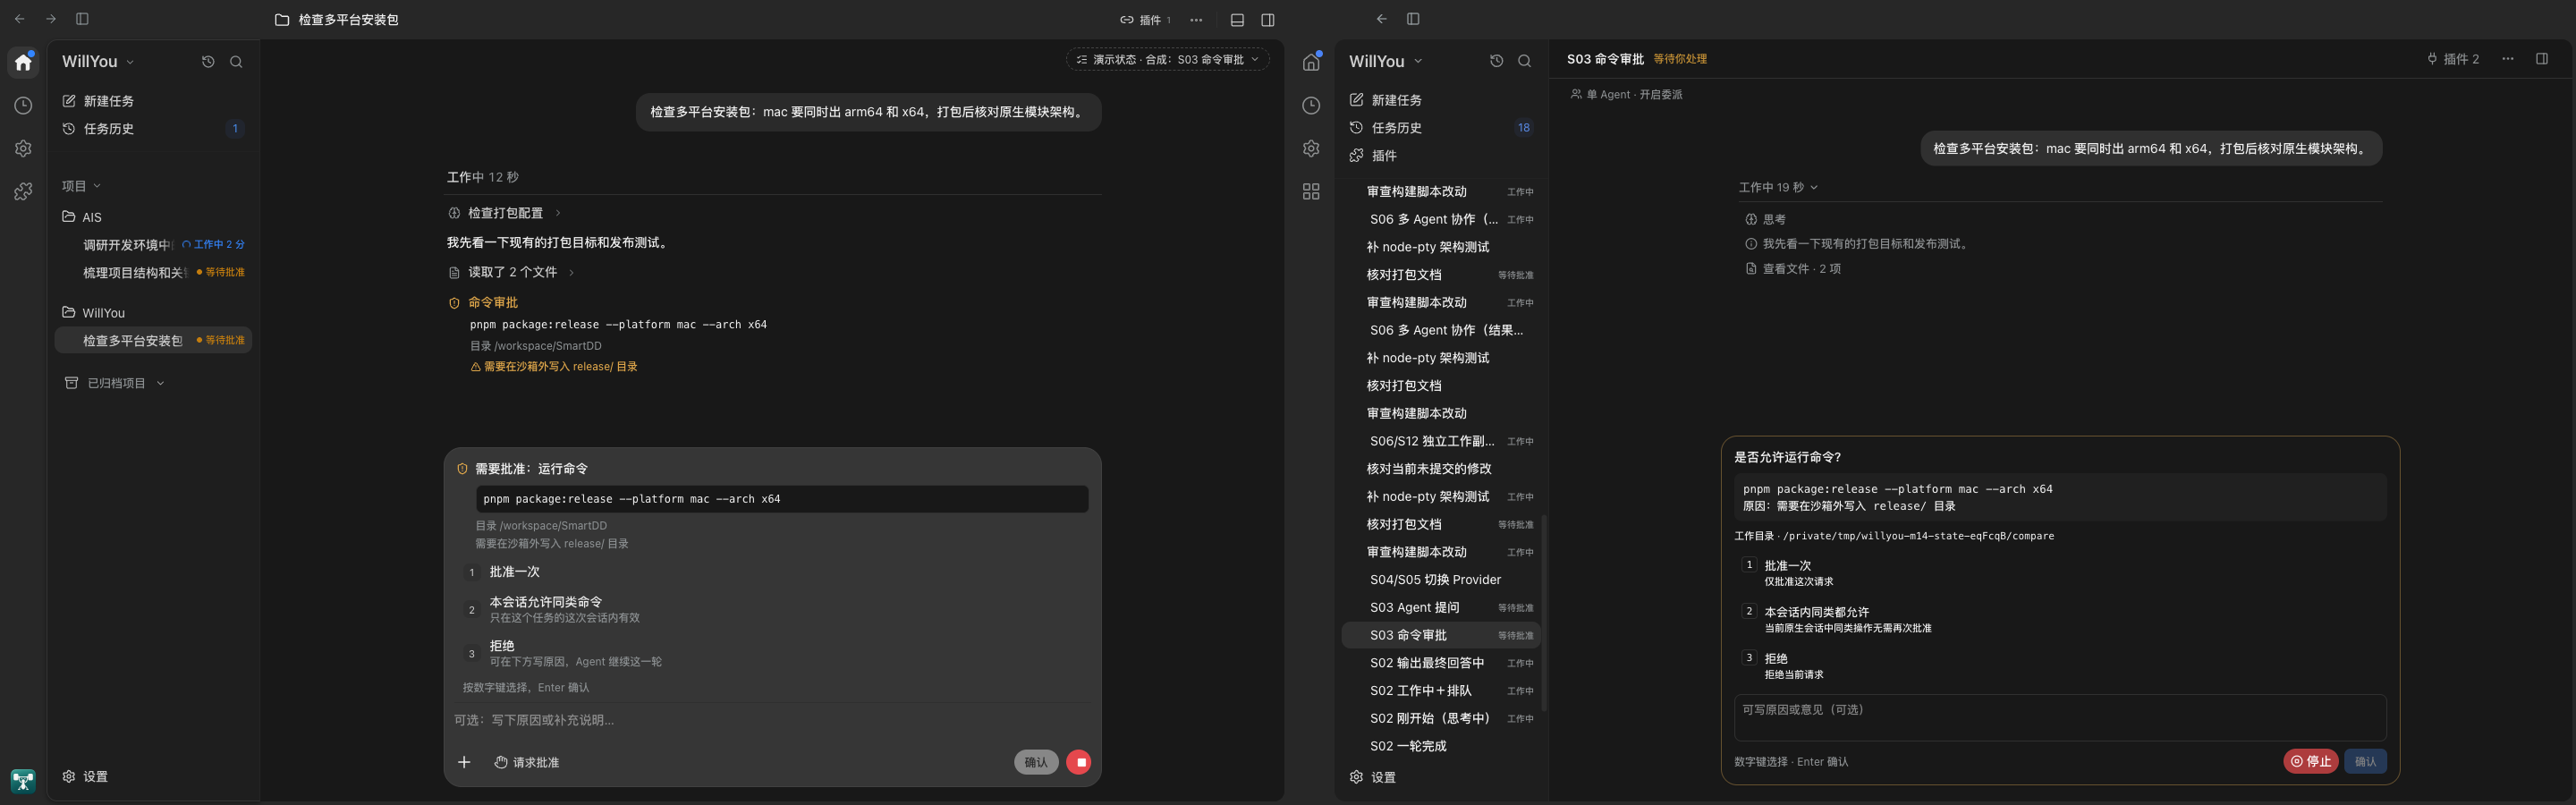 检查多平台安装包
插件 1
WillYou
新建任务
任务历史 1
项目
AIS
调研开发环境中 工作中 2 分
梳理项目结构和关 等待批准
WillYou
检查多平台安装包 等待批准
已归档项目
设置
演示状态 · 合成：S03 命令审批
检查多平台安装包：mac 要同时出 arm64 和 x64，打包后核对原生模块架构。
工作中 12 秒
检查打包配置
我先看一下现有的打包目标和发布测试。
读取了 2 个文件
命令审批
pnpm package:release --platform mac --arch x64
目录 /workspace/SmartDD
需要在沙箱外写入 release/ 目录
需要批准：运行命令
pnpm package:release --platform mac --arch x64
目录 /workspace/SmartDD
需要在沙箱外写入 release/ 目录
1 批准一次
2 本会话允许同类命令
只在这个任务的这次会话内有效
3 拒绝
可在下方写原因，Agent 继续这一轮
按数字键选择，Enter 确认
可选：写下原因或补充说明...
请求批准
确认
WillYou
新建任务
任务历史 18
插件
审查构建脚本改动 工作中
S06 多 Agent 协作（... 工作中
补 node-pty 架构测试
核对打包文档 等待批准
审查构建脚本改动 工作中
S06 多 Agent 协作（结果...
补 node-pty 架构测试
核对打包文档
审查构建脚本改动
S06/S12 独立工作副... 工作中
核对当前未提交的修改
补 node-pty 架构测试 工作中
核对打包文档 等待批准
审查构建脚本改动 工作中
S04/S05 切换 Provider
S03 Agent 提问 等待批准
S03 命令审批 等待批准
S02 输出最终回答中 工作中
S02 工作中＋排队 工作中
S02 刚开始（思考中） 工作中
S02 一轮完成
设置
S03 命令审批 等待你处理
插件 2
单 Agent · 开启委派
检查多平台安装包：mac 要同时出 arm64 和 x64，打包后核对原生模块架构。
工作中 19 秒
思考
我先看一下现有的打包目标和发布测试。
查看文件 · 2 项
是否允许运行命令？
pnpm package:release --platform mac --arch x64
原因：需要在沙箱外写入 release/ 目录
工作目录 · /private/tmp/willyou-m14-state-eqFcqB/compare
1 批准一次
仅批准这次请求
2 本会话内同类都允许
当前原生会话中同类操作无需再次批准
3 拒绝
拒绝当前请求
可写原因或意见（可选）
数字键选择 · Enter 确认
停止
确认